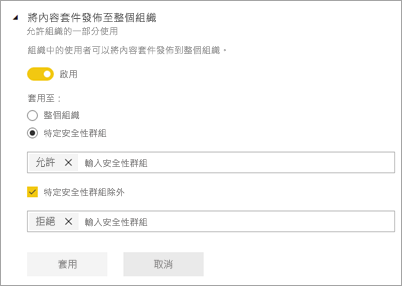 將內容套件發佈至整個組織
允許組織的一部分使用
組織中的使用者可以將內容套件發佈到整個組織。
啟用
套用至：
整個組織
特定安全性群組
允許 × 輸入安全性群組
特定安全性群組除外
拒絕 × 輸入安全性群組
套用 取消